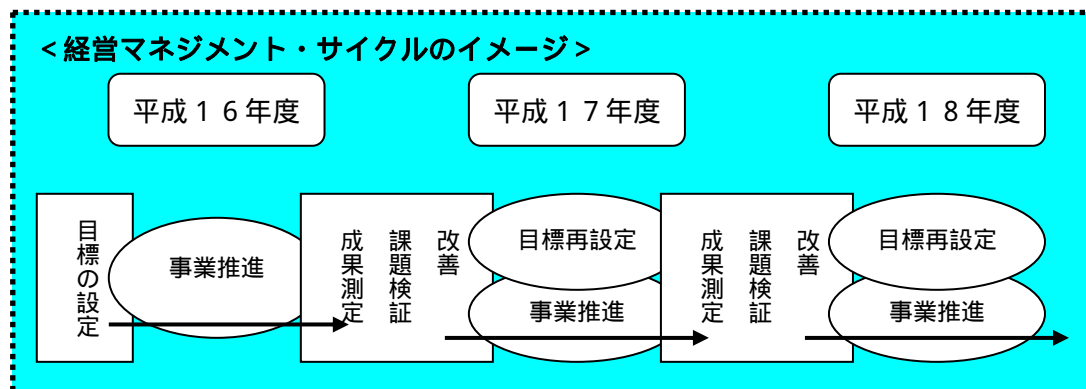 <経営マネジメント・サイクルのイメージ>
平成１６年度
平成１７年度
平成１８年度
目標の設定
事業推進
成果測定
課題検証
改善
目標再設定
事業推進
成果測定
課題検証
改善
目標再設定
事業推進